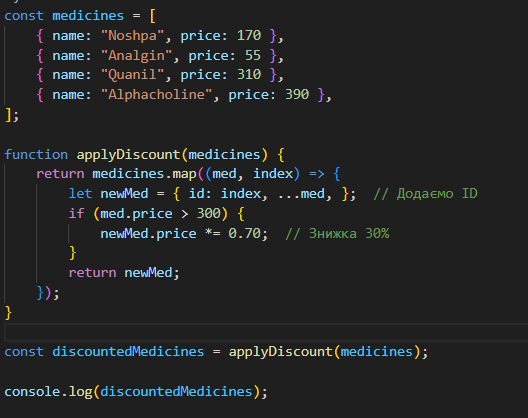 const medicines = [
    { name: "Noshpa", price: 170 },
    { name: "Analgin", price: 55 },
    { name: "Quanil", price: 310 },
    { name: "Alphacholine", price: 390 },
];
function applyDiscount(medicines) {
    return medicines.map((med, index) => {
        let newMed = { id: index, ...med, };  // Додаємо ID
        if (med.price > 300) {
            newMed.price *= 0.70;  // Знижка 30%
        }
        return newMed;
    });
}
const discountedMedicines = applyDiscount(medicines);
console.log(discountedMedicines);